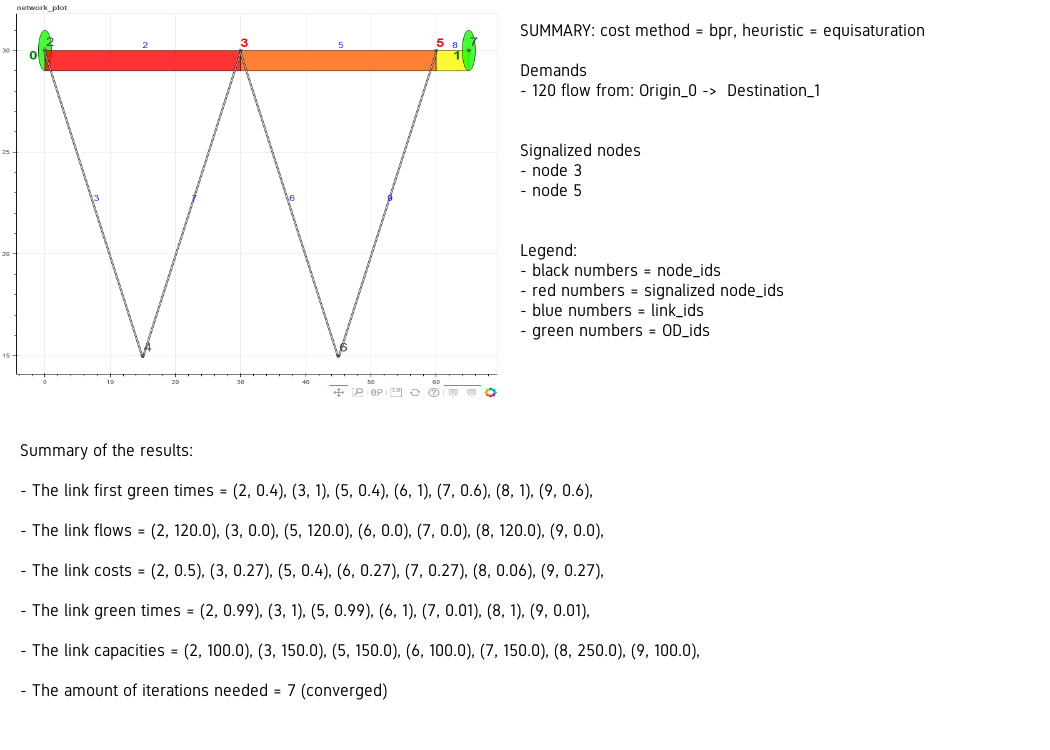 network_plot
SUMMARY: cost method = bpr, heuristic = equisaturation
Demands
- 120 flow from: Origin_0 -> Destination_1
Signalized nodes
- node 3
- node 5
Legend:
- black numbers = node_ids
- red numbers = signalized node_ids
- blue numbers = link_ids
- green numbers = OD_ids
30
25
20
15
0 10 20 30 40 50 60
2 3 5 7
0 2 5 8 1
3 7 6 9
4 6
Summary of the results:
- The link first green times = (2, 0.4), (3, 1), (5, 0.4), (6, 1), (7, 0.6), (8, 1), (9, 0.6),
- The link flows = (2, 120.0), (3, 0.0), (5, 120.0), (6, 0.0), (7, 0.0), (8, 120.0), (9, 0.0),
- The link costs = (2, 0.5), (3, 0.27), (5, 0.4), (6, 0.27), (7, 0.27), (8, 0.06), (9, 0.27),
- The link green times = (2, 0.99), (3, 1), (5, 0.99), (6, 1), (7, 0.01), (8, 1), (9, 0.01),
- The link capacities = (2, 100.0), (3, 150.0), (5, 150.0), (6, 100.0), (7, 150.0), (8, 250.0), (9, 100.0),
- The amount of iterations needed = 7 (converged)